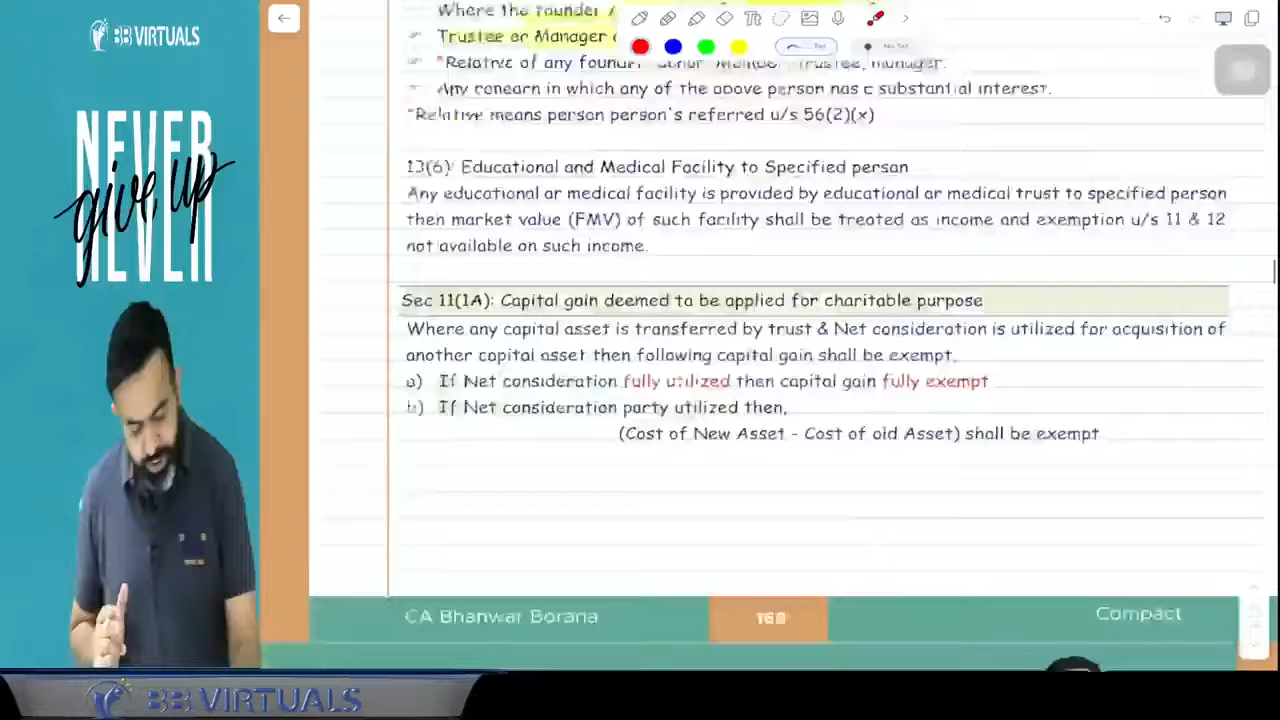 BB VIRTUALS
NEVER
give up
NEVER
Where the founder
Trustee or Manager
*Relative of any founder Trustee, manager.
Any concern in which any of the above person has a substantial interest.
*Relative means person person's referred u/s 56(2)(x)
13(6) Educational and Medical Facility to Specified person
Any educational or medical facility is provided by educational or medical trust to specified person
then market value (FMV) of such facility shall be treated as income and exemption u/s 11 & 12
not available on such income.
Sec 11(1A): Capital gain deemed to be applied for charitable purpose
Where any capital asset is transferred by trust & Net consideration is utilized for acquisition of
another capital asset then following capital gain shall be exempt.
a) If Net consideration fully utilized then capital gain fully exempt
b) If Net consideration party utilized then,
(Cost of New Asset - Cost of old Asset) shall be exempt
CA Bhanwar Borana
168
Compact
BB VIRTUALS